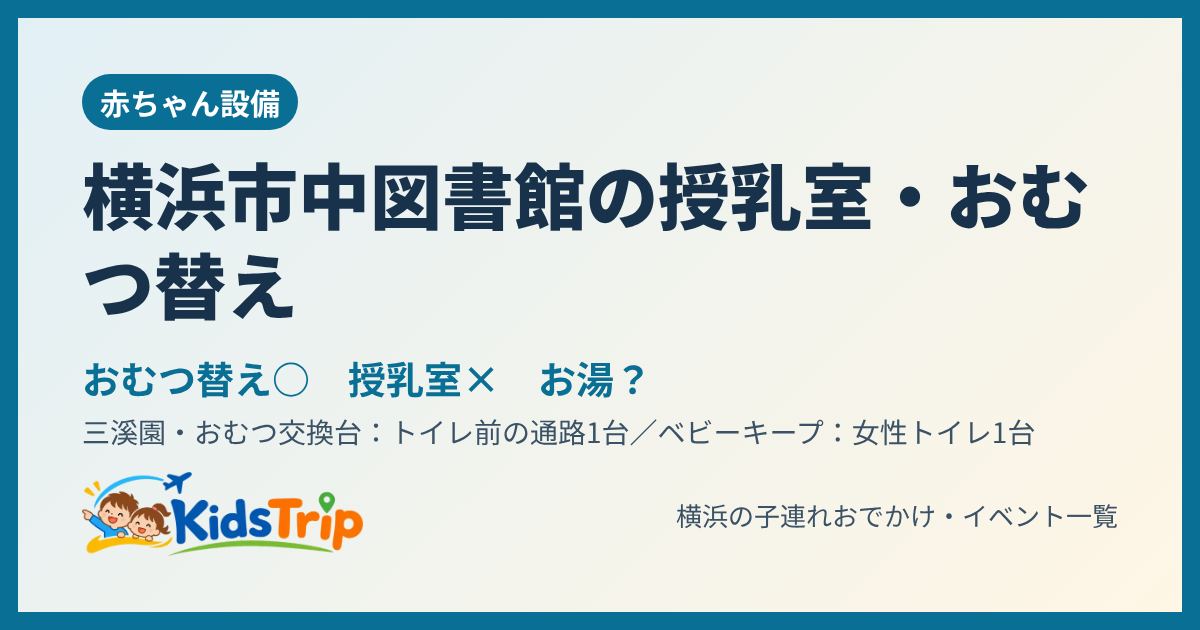 赤ちゃん設備
横浜市中図書館の授乳室・おむ
つ替え
おむつ替え○　授乳室×　お湯？
三溪園・おむつ交換台：トイレ前の通路1台／ベビーキープ：女性トイレ1台
KidsTrip
横浜の子連れおでかけ・イベント一覧